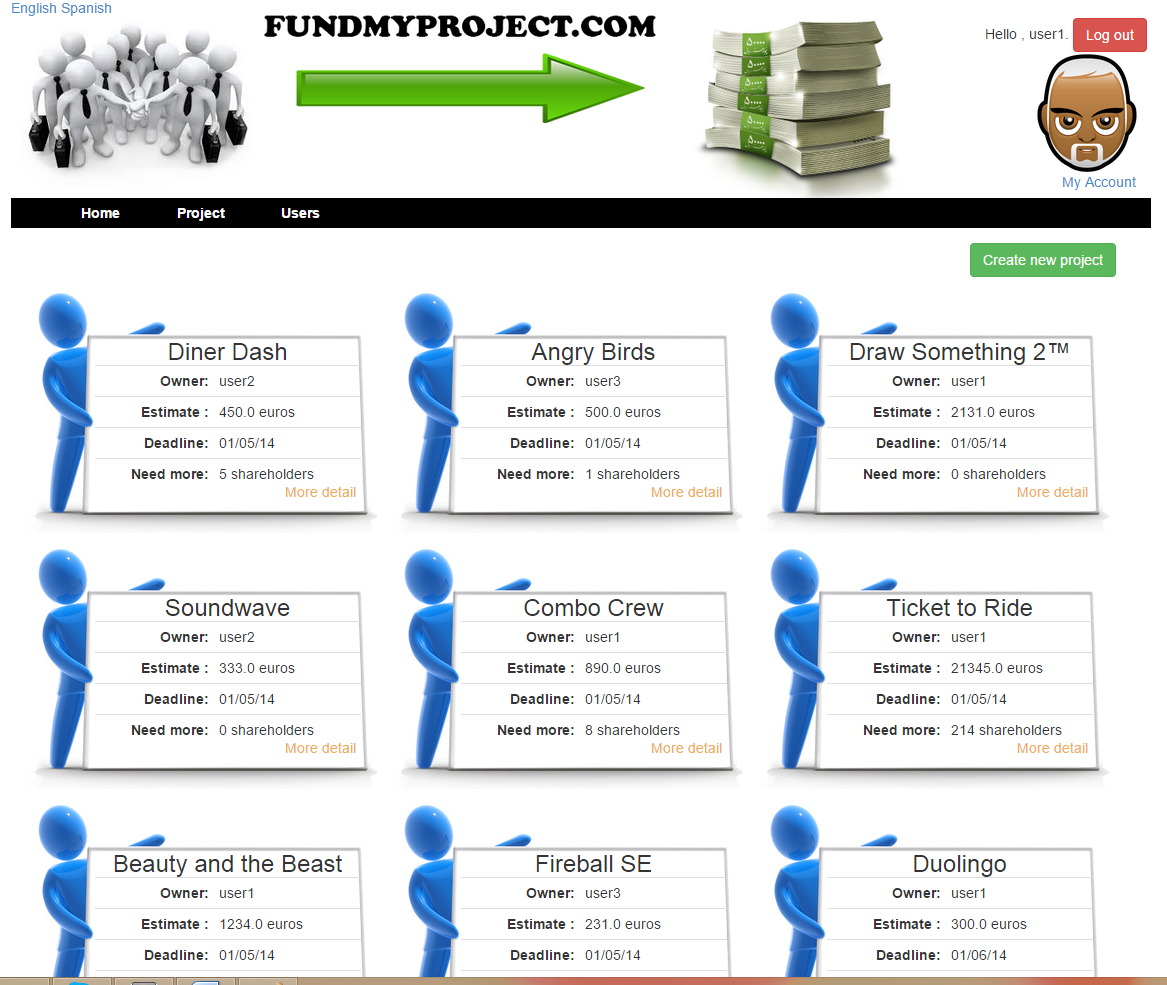 English Spanish
FUNDMYPROJECT.COM
Hello , user1. Log out
My Account
Home Project Users
Create new project
Diner Dash
Owner: user2
Estimate : 450.0 euros
Deadline: 01/05/14
Need more: 5 shareholders
More detail
Angry Birds
Owner: user3
Estimate : 500.0 euros
Deadline: 01/05/14
Need more: 1 shareholders
More detail
Draw Something 2™
Owner: user1
Estimate : 2131.0 euros
Deadline: 01/05/14
Need more: 0 shareholders
More detail
Soundwave
Owner: user2
Estimate : 333.0 euros
Deadline: 01/05/14
Need more: 0 shareholders
More detail
Combo Crew
Owner: user1
Estimate : 890.0 euros
Deadline: 01/05/14
Need more: 8 shareholders
More detail
Ticket to Ride
Owner: user1
Estimate : 21345.0 euros
Deadline: 01/05/14
Need more: 214 shareholders
More detail
Beauty and the Beast
Owner: user1
Estimate : 1234.0 euros
Deadline: 01/05/14
Fireball SE
Owner: user3
Estimate : 231.0 euros
Deadline: 01/05/14
Duolingo
Owner: user1
Estimate : 300.0 euros
Deadline: 01/06/14